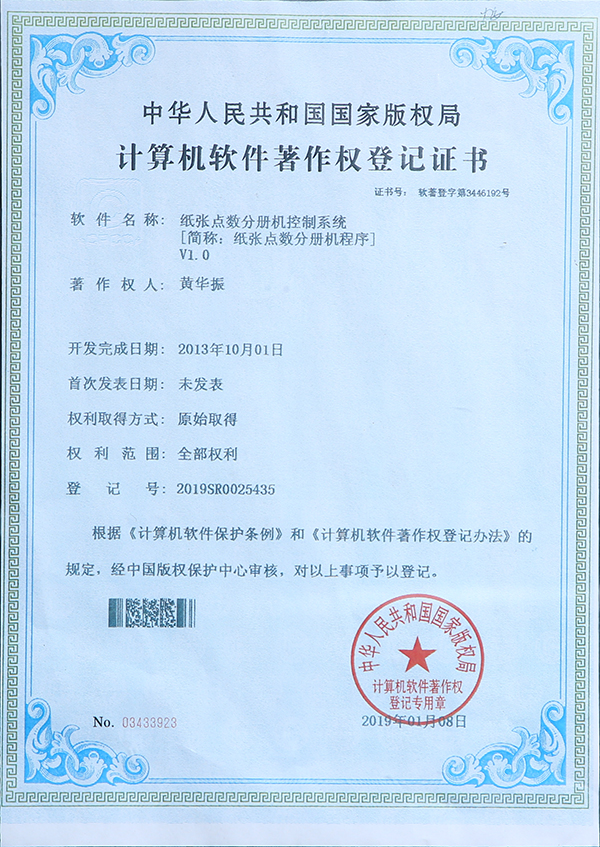 中华人民共和国国家版权局
计算机软件著作权登记证书
证书号： 软著登字第3446192号
软件名称： 纸张点数分册机控制系统
[简称：纸张点数分册机程序]
V1.0
著作权人： 黄华振
开发完成日期： 2013年10月01日
首次发表日期： 未发表
权利取得方式： 原始取得
权利范围： 全部权利
登记号： 2019SR0025435
根据《计算机软件保护条例》和《计算机软件著作权登记办法》的
规定，经中国版权保护中心审核，对以上事项予以登记。
中华人民共和国国家版权局
计算机软件著作权
登记专用章
No. 03433923
2019年01月08日